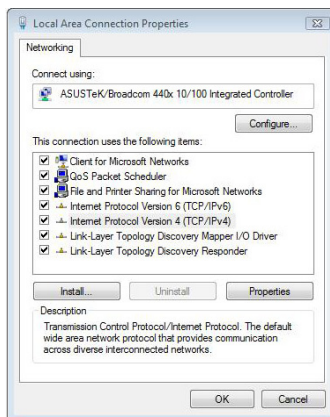 Local Area Connection Properties
Networking
Connect using:
ASUSTeK/Broadcom 440x 10/100 Integrated Controller
Configure...
This connection uses the following items:
Client for Microsoft Networks
QoS Packet Scheduler
File and Printer Sharing for Microsoft Networks
Internet Protocol Version 6 (TCP/IPv6)
Internet Protocol Version 4 (TCP/IPv4)
Link-Layer Topology Discovery Mapper I/O Driver
Link-Layer Topology Discovery Responder
Install... Uninstall Properties
Description
Transmission Control Protocol/Internet Protocol. The default
wide area network protocol that provides communication
across diverse interconnected networks.
OK Cancel